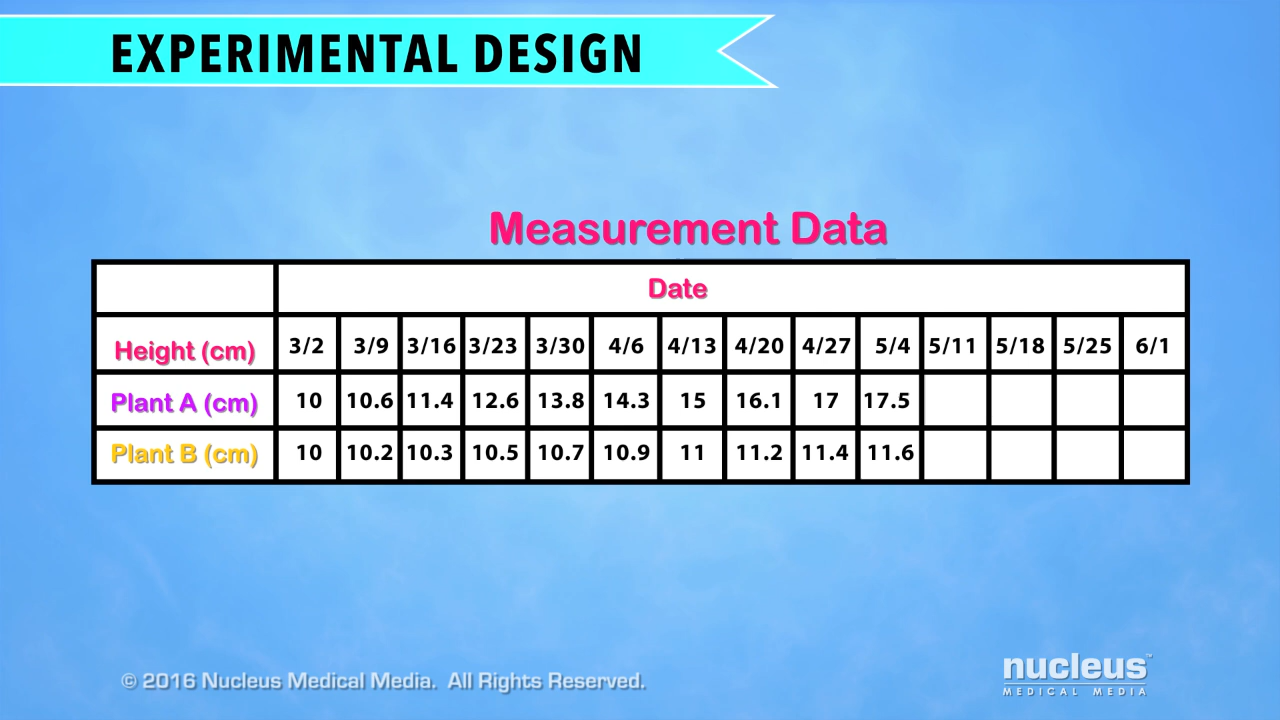 EXPERIMENTAL DESIGN
Measurement Data
Date
Height (cm) 3/2 3/9 3/16 3/23 3/30 4/6 4/13 4/20 4/27 5/4 5/11 5/18 5/25 6/1
Plant A (cm) 10 10.6 11.4 12.6 13.8 14.3 15 16.1 17 17.5
Plant B (cm) 10 10.2 10.3 10.5 10.7 10.9 11 11.2 11.4 11.6
© 2016 Nucleus Medical Media. All Rights Reserved.
nucleus™
MEDICAL MEDIA